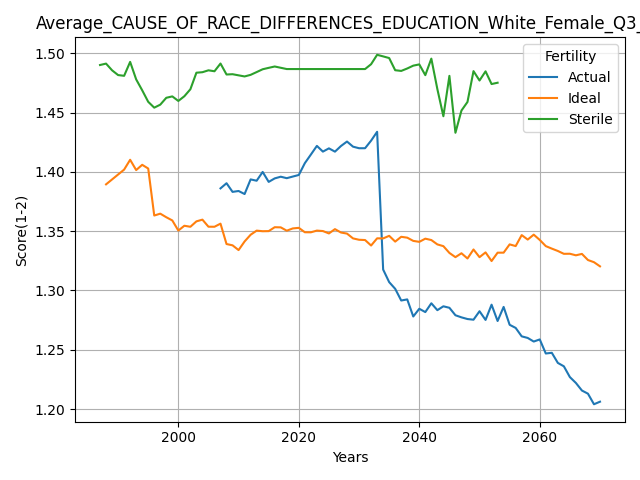 Average_CAUSE_OF_RACE_DIFFERENCES_EDUCATION_White_Female_Q3_
Fertility
Actual
Ideal
Sterile
Score(1-2)
1.50
1.45
1.40
1.35
1.30
1.25
1.20
2000 2020 2040 2060
Years